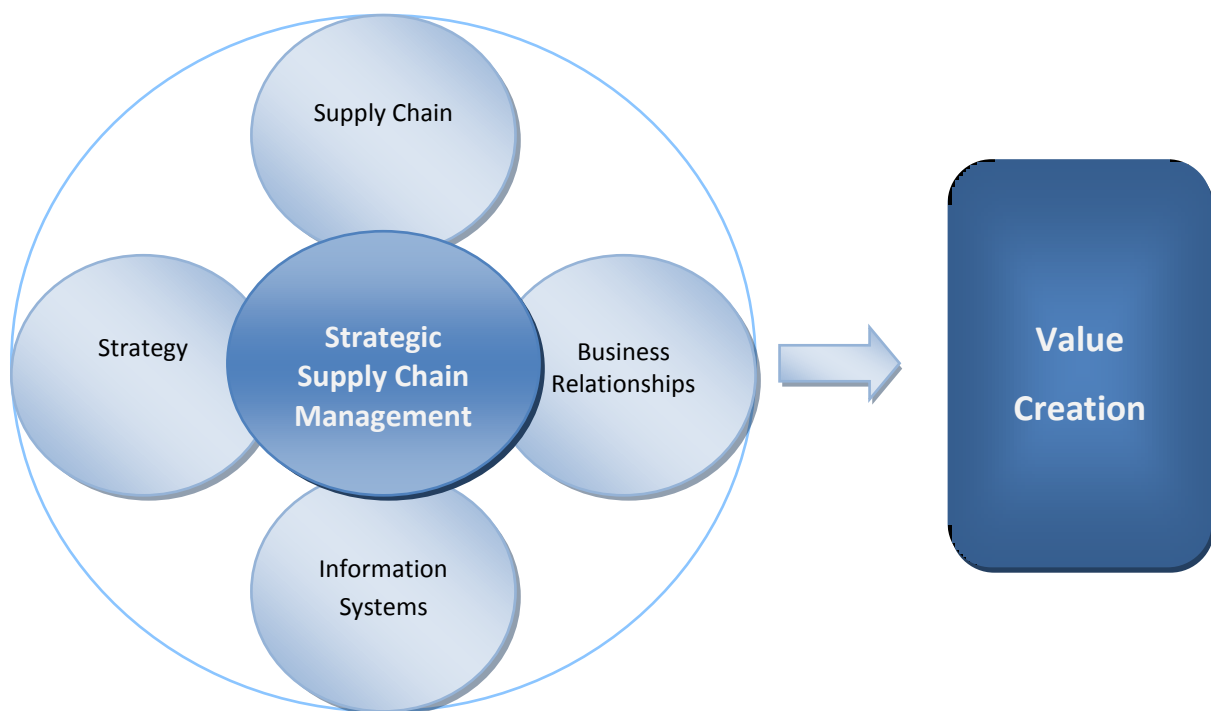 Supply Chain
Strategy
Strategic
Supply Chain
Management
Business
Relationships
Information
Systems
Value
Creation